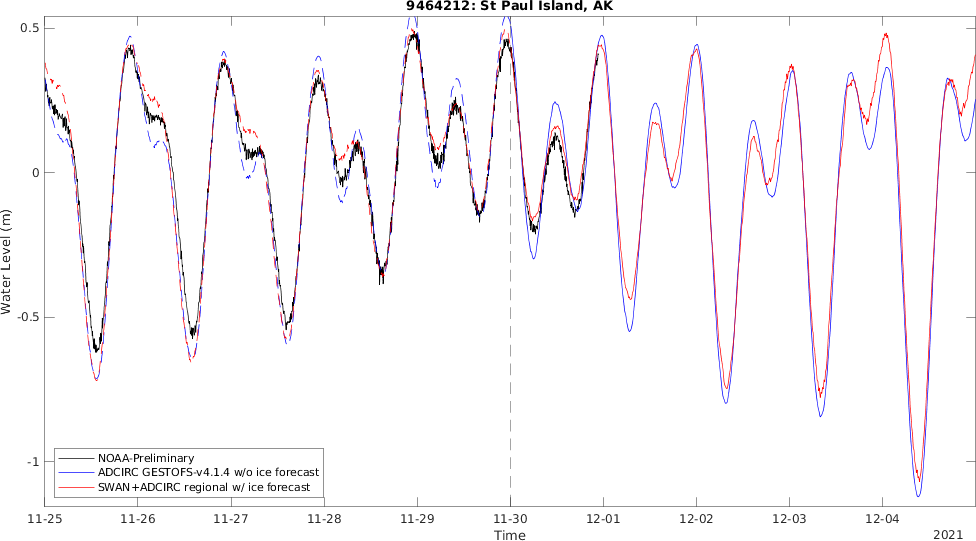 9464212: St Paul Island, AK
0.5
0
-0.5
-1
Water Level (m)
NOAA-Preliminary
ADCIRC GESTOFS-v4.1.4 w/o ice forecast
SWAN+ADCIRC regional w/ ice forecast
11-25 11-26 11-27 11-28 11-29 11-30 12-01 12-02 12-03 12-04
Time
2021